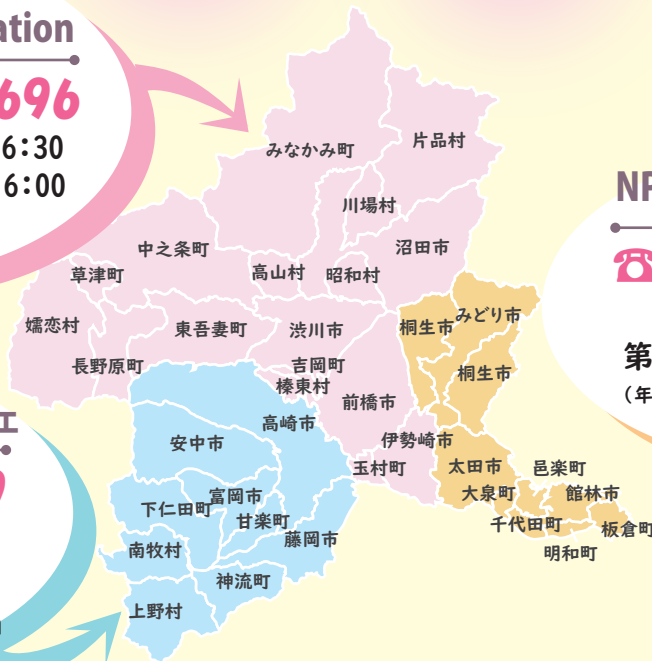 ation
696
6:30
6:00
NP
第
(年
工
みなかみ町
片品村
川場村
中之条町
沼田市
草津町
高山村
昭和村
嬬恋村
東吾妻町
渋川市
桐生市
みどり市
長野原町
吉岡町
榛東村
桐生市
前橋市
高崎市
安中市
伊勢崎市
玉村町
太田市
邑楽町
大泉町
館林市
下仁田町
富岡市
甘楽町
千代田町
板倉町
藤岡市
南牧村
明和町
神流町
上野村